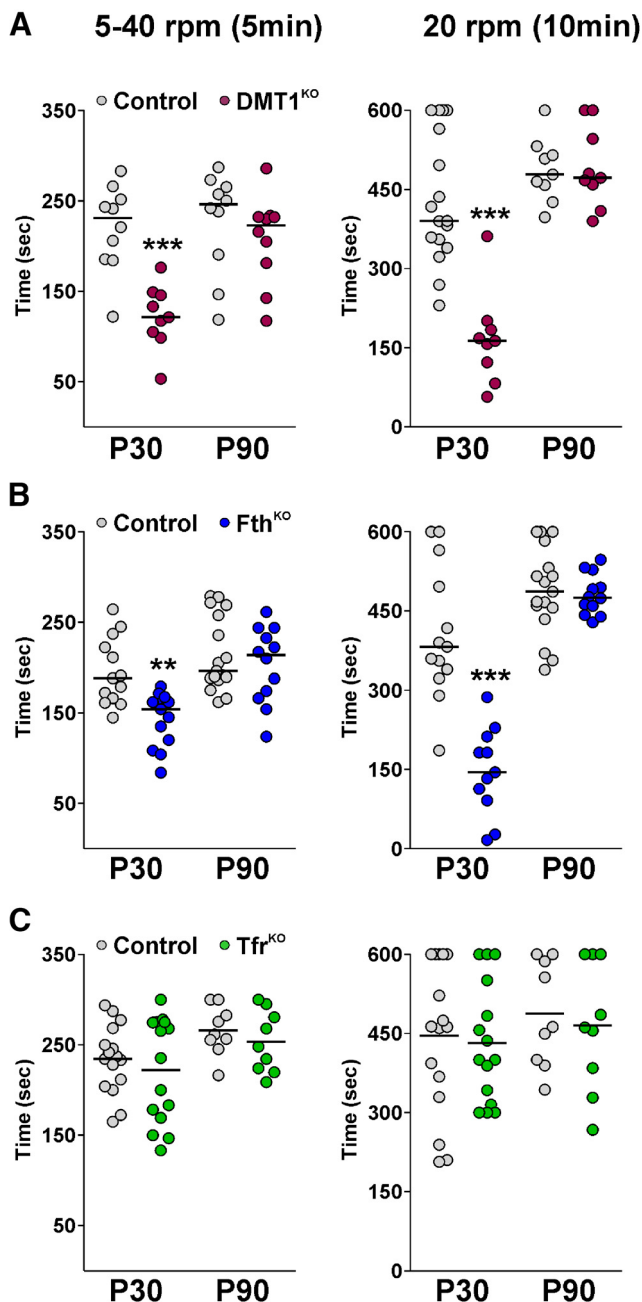 A 5-40 rpm (5min) 20 rpm (10min)
Control DMT1KO
Time (sec)
350
250
150
50
***
P30 P90
Time (sec)
600
450
300
150
0
***
P30 P90
B
Control FthKO
Time (sec)
350
250
150
50
**
P30 P90
Time (sec)
600
450
300
150
0
***
P30 P90
C
Control TfrKO
Time (sec)
350
250
150
50
P30 P90
Time (sec)
600
450
300
150
0
P30 P90